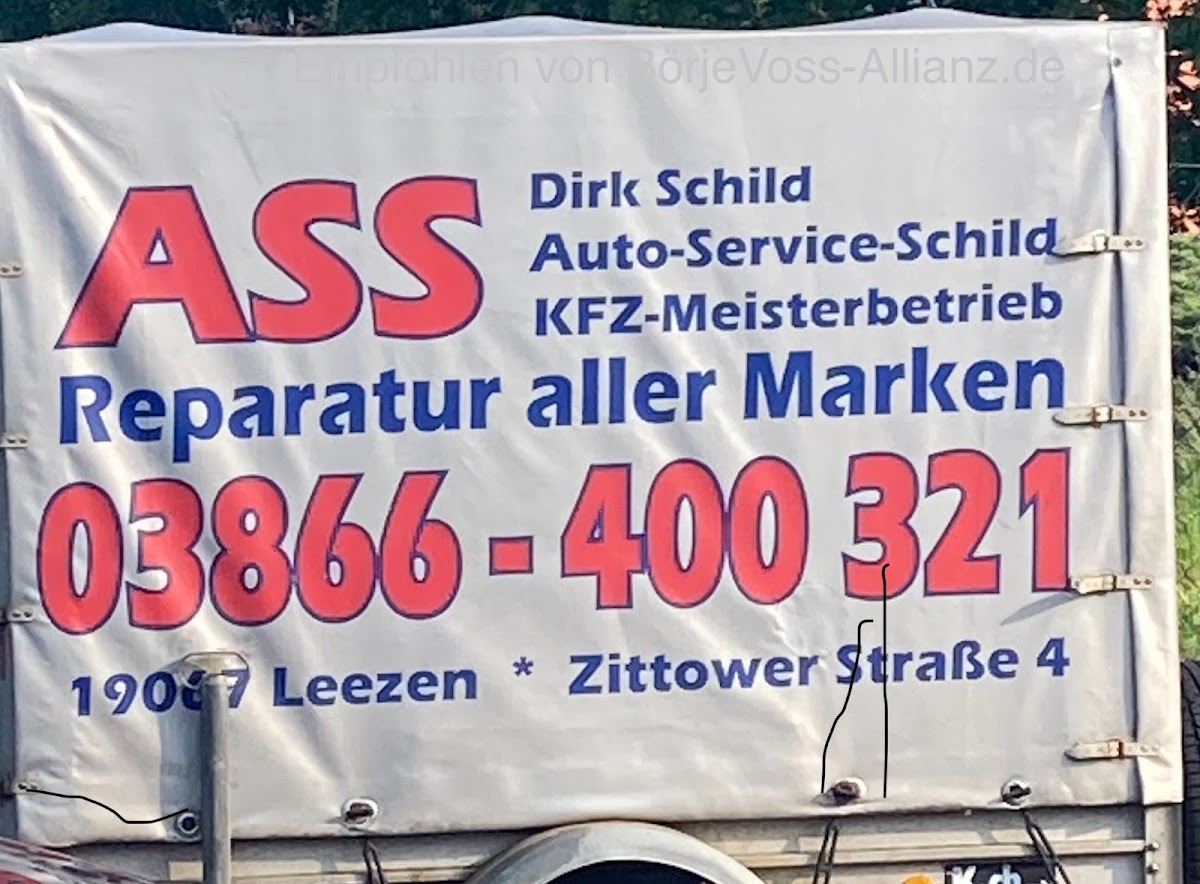 Empfohlen von BörjeVoss-Allianz.de
ASS
Dirk Schild
Auto-Service-Schild
KFZ-Meisterbetrieb
Reparatur aller Marken
03866 - 400 321
19067 Leezen * Zittower Straße 4